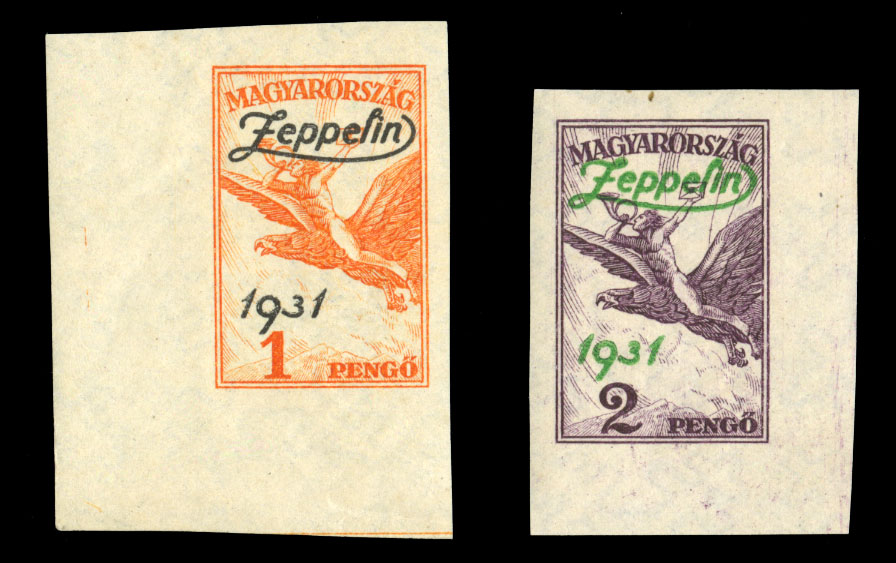 MAGYARORSZÁG
Zeppelin
1931
1 PENGŐ
MAGYARORSZÁG
Zeppelin
1931
2 PENGŐ